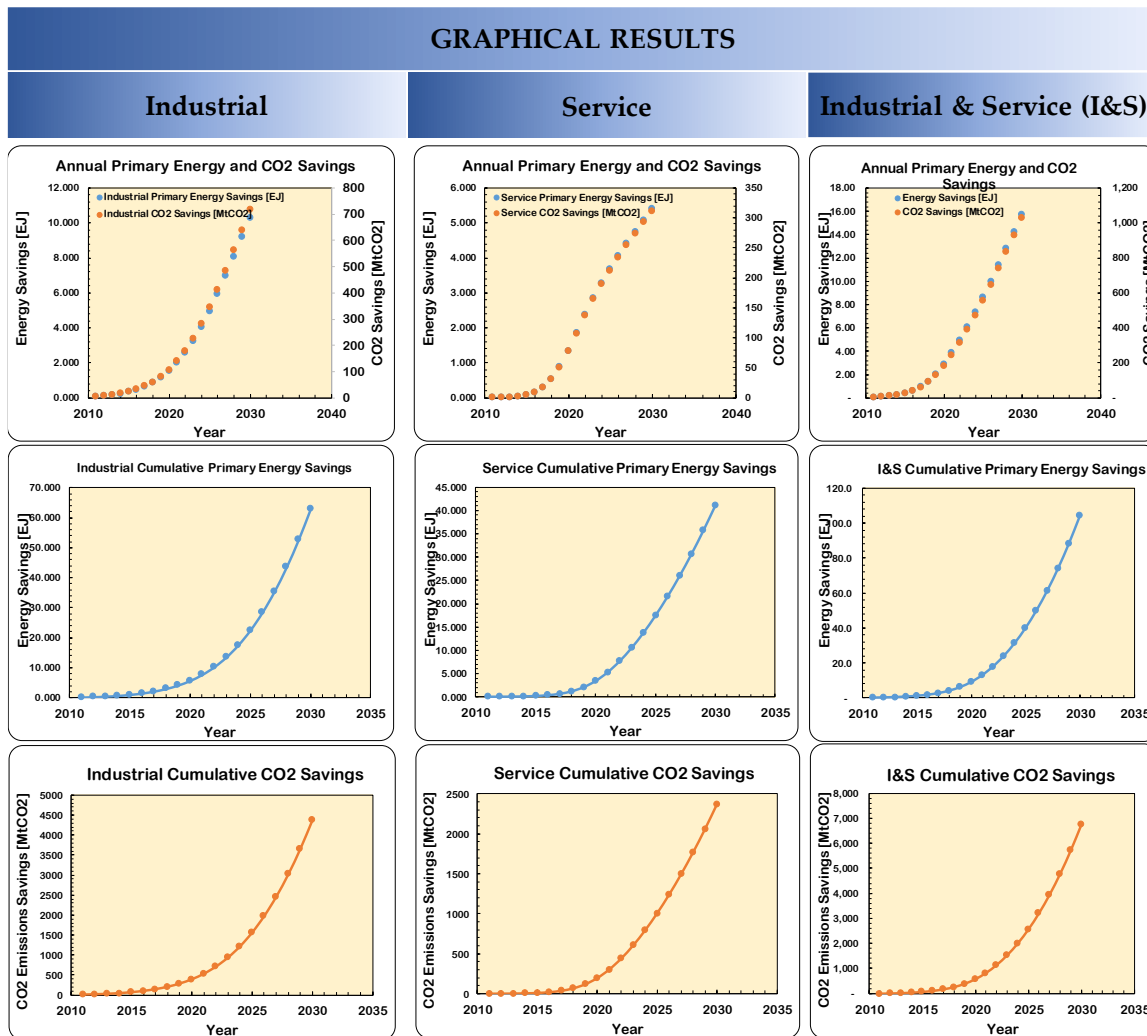 GRAPHICAL RESULTS
Industrial
Service
Industrial & Service (I&S)
Annual Primary Energy and CO2 Savings
Industrial Primary Energy Savings [EJ]
Industrial CO2 Savings [MtCO2]
Energy Savings [EJ]
12.000
10.000
8.000
6.000
4.000
2.000
0.000
800
700
600
500
400
300
200
100
0
CO2 Savings [MtCO2]
2010 2020 2030 2040
Year
Annual Primary Energy and CO2 Savings
Service Primary Energy Savings [EJ]
Service CO2 Savings [MtCO2]
Energy Savings [EJ]
6.000
5.000
4.000
3.000
2.000
1.000
0.000
350
300
250
200
150
100
50
0
CO2 Savings [MtCO2]
2010 2020 2030 2040
Year
Annual Primary Energy and CO2
Savings
Energy Savings [EJ]
CO2 Savings [MtCO2]
Energy Savings [EJ]
18.00
16.00
14.00
12.00
10.00
8.00
6.00
4.00
2.00
-
1,200
1,000
800
600
400
200
-
CO2 Savings [MtCO2]
2010 2020 2030 2040
Year
Industrial Cumulative Primary Energy Savings
Energy Savings [EJ]
70.000
60.000
50.000
40.000
30.000
20.000
10.000
0.000
2010 2015 2020 2025 2030 2035
Year
Service Cumulative Primary Energy Savings
Energy Savings [EJ]
45.000
40.000
35.000
30.000
25.000
20.000
15.000
10.000
5.000
0.000
2010 2015 2020 2025 2030 2035
Year
I&S Cumulative Primary Energy Savings
Energy Savings [EJ]
120.0
100.0
80.0
60.0
40.0
20.0
-
2010 2015 2020 2025 2030 2035
Year
Industrial Cumulative CO2 Savings
CO2 Emissions Savings [MtCO2]
5000
4500
4000
3500
3000
2500
2000
1500
1000
500
0
2010 2015 2020 2025 2030 2035
Year
Service Cumulative CO2 Savings
CO2 Emissions Savings [MtCO2]
2500
2000
1500
1000
500
0
2010 2015 2020 2025 2030 2035
Year
I&S Cumulative CO2 Savings
CO2 Emissions Savings [MtCO2]
8,000
7,000
6,000
5,000
4,000
3,000
2,000
1,000
-
2010 2015 2020 2025 2030 2035
Year